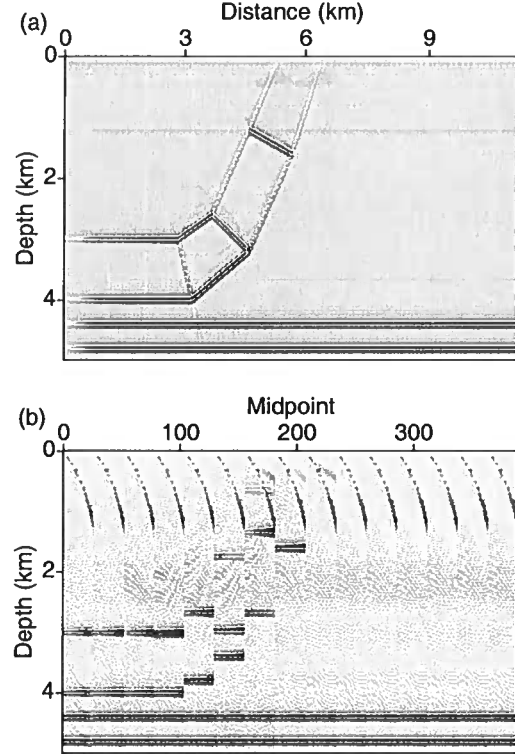 (a)
Distance (km)
0 3 6 9
0
2
4
Depth (km)
(b)
Midpoint
0 100 200 300
0
2
4
Depth (km)